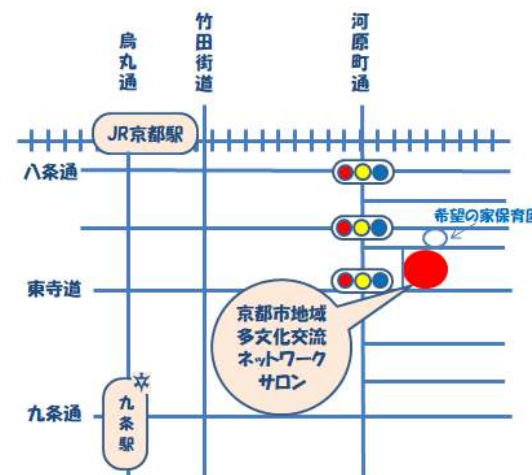 烏丸通
竹田街道
河原町通
JR京都駅
八条通
希望の家保育園
東寺道
京都市地域
多文化交流
ネットワーク
サロン
九条通
九条駅